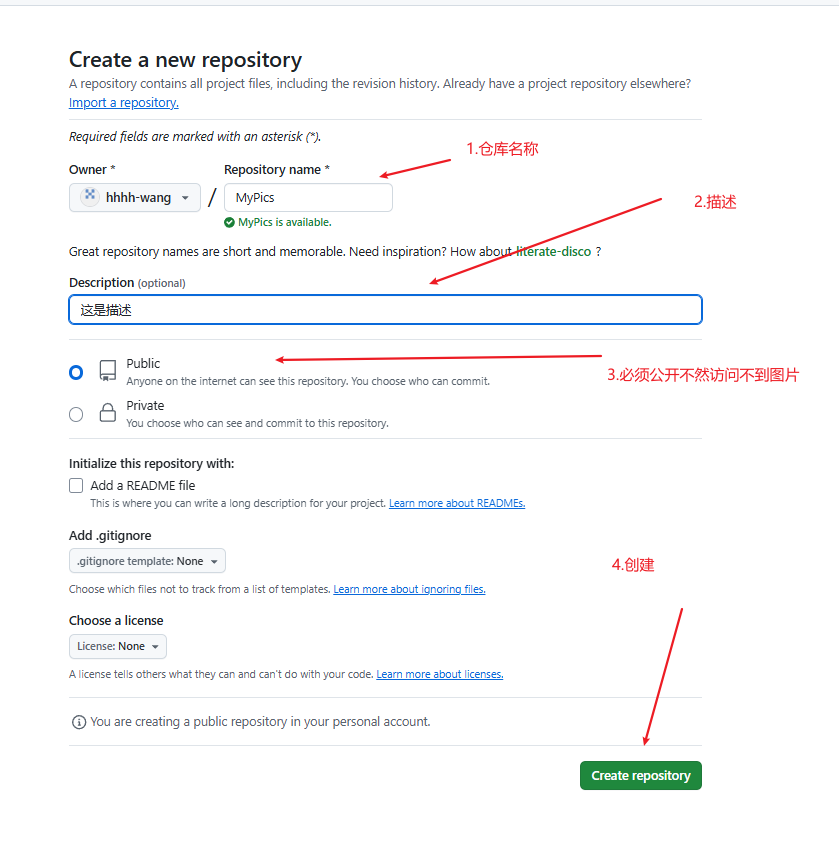 Create a new repository
A repository contains all project files, including the revision history. Already have a project repository elsewhere?
Import a repository.
Required fields are marked with an asterisk (*).
1.仓库名称
Owner *
Repository name *
hhhh-wang
/
MyPics
2.描述
MyPics is available.
Great repository names are short and memorable. Need inspiration? How about literate-disco ?
Description (optional)
这是描述
Public
Anyone on the internet can see this repository. You choose who can commit.
3.必须公开不然访问不到图片
Private
You choose who can see and commit to this repository.
Initialize this repository with:
Add a README file
This is where you can write a long description for your project. Learn more about READMEs.
Add .gitignore
.gitignore template: None
4.创建
Choose which files not to track from a list of templates. Learn more about ignoring files.
Choose a license
License: None
A license tells others what they can and can't do with your code. Learn more about licenses.
You are creating a public repository in your personal account.
Create repository